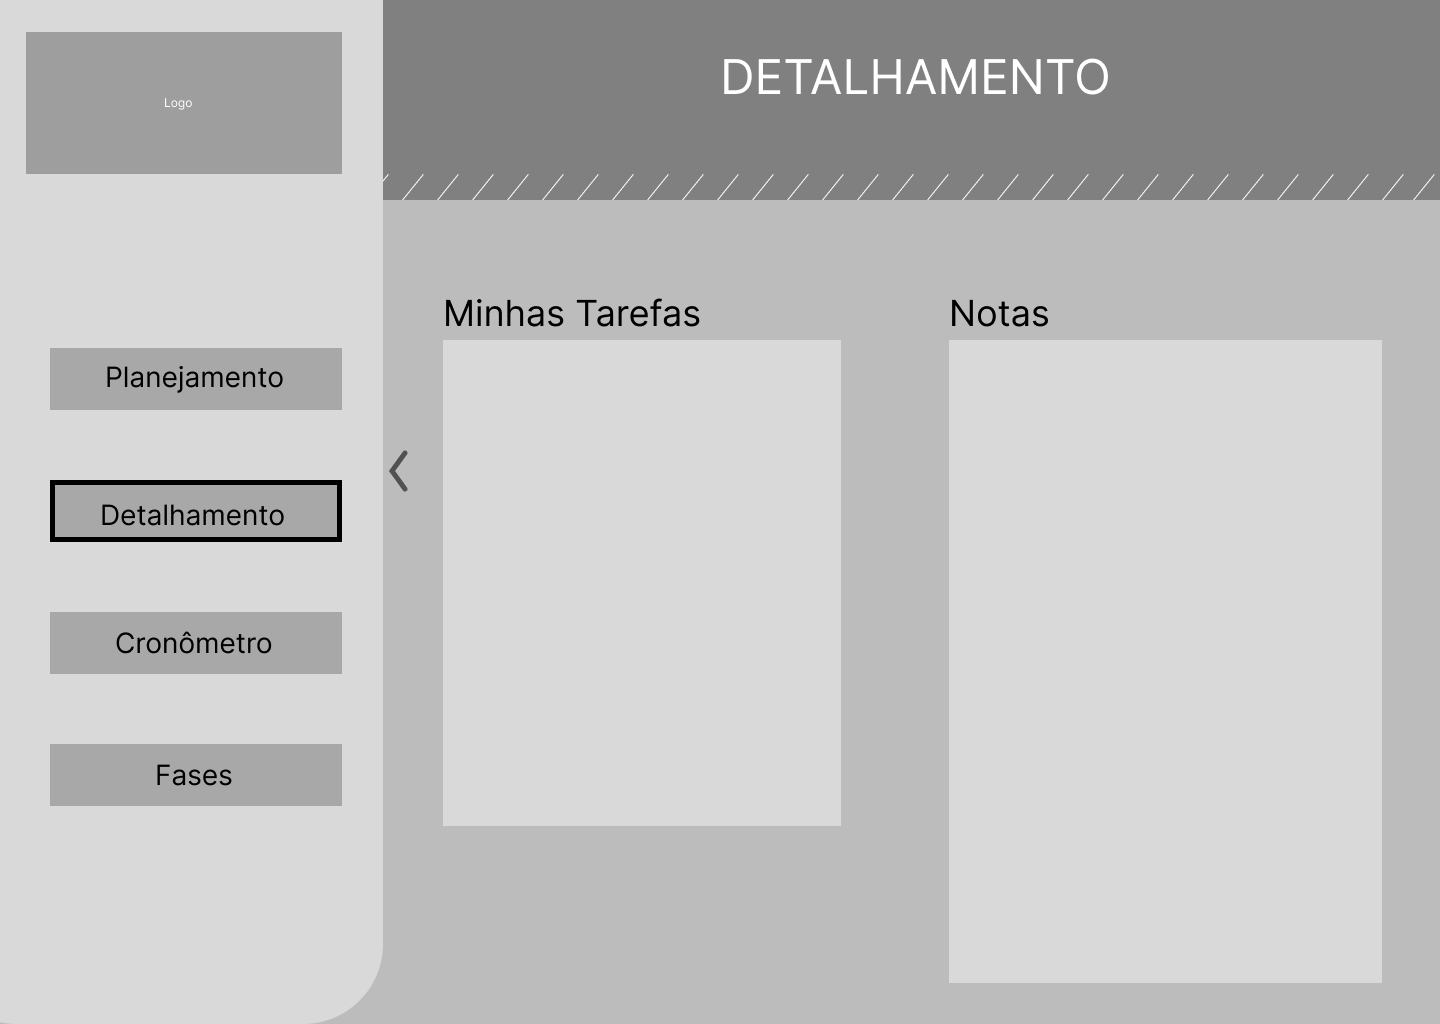 Logo
DETALHAMENTO
Planejamento
Detalhamento
Cronômetro
Fases
Minhas Tarefas
Notas